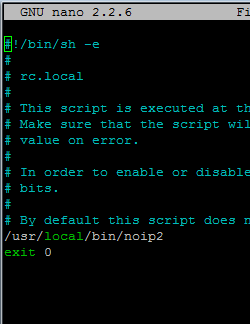 GNU nano 2.2.6 Fi
#!/bin/sh -e
#
# rc.local
#
# This script is executed at th
# Make sure that the script wil
# value on error.
#
# In order to enable or disable
# bits.
#
# By default this script does n
/usr/local/bin/noip2
exit 0